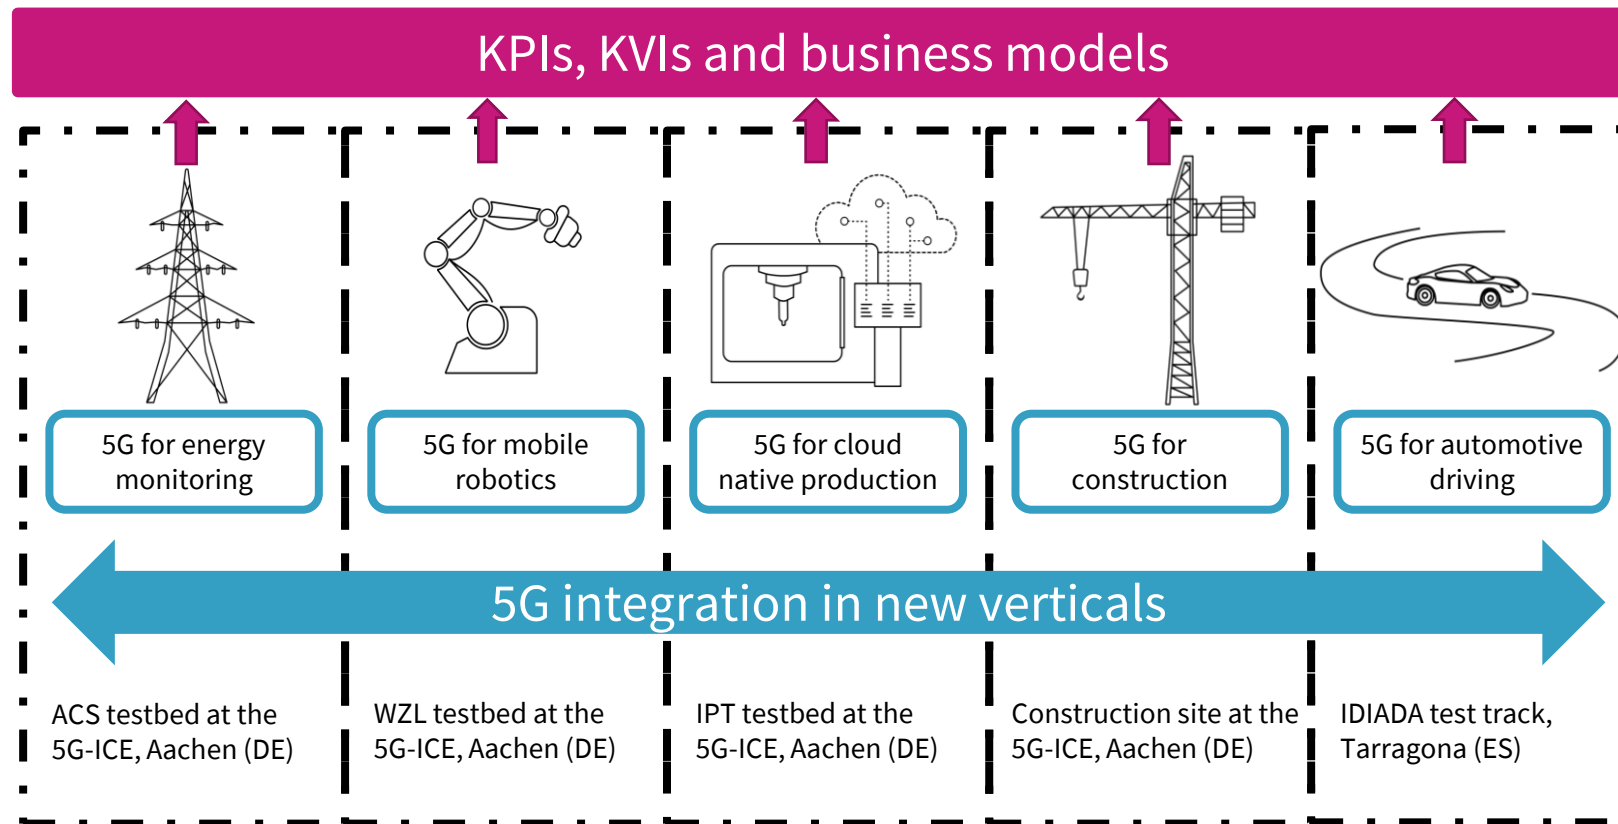 KPIs, KVIs and business models
5G for energy
monitoring
5G for mobile
robotics
5G for cloud
native production
5G for
construction
5G for automotive
driving
5G integration in new verticals
ACS testbed at the
5G-ICE, Aachen (DE)
WZL testbed at the
5G-ICE, Aachen (DE)
IPT testbed at the
5G-ICE, Aachen (DE)
Construction site at the
5G-ICE, Aachen (DE)
IDIADA test track,
Tarragona (ES)